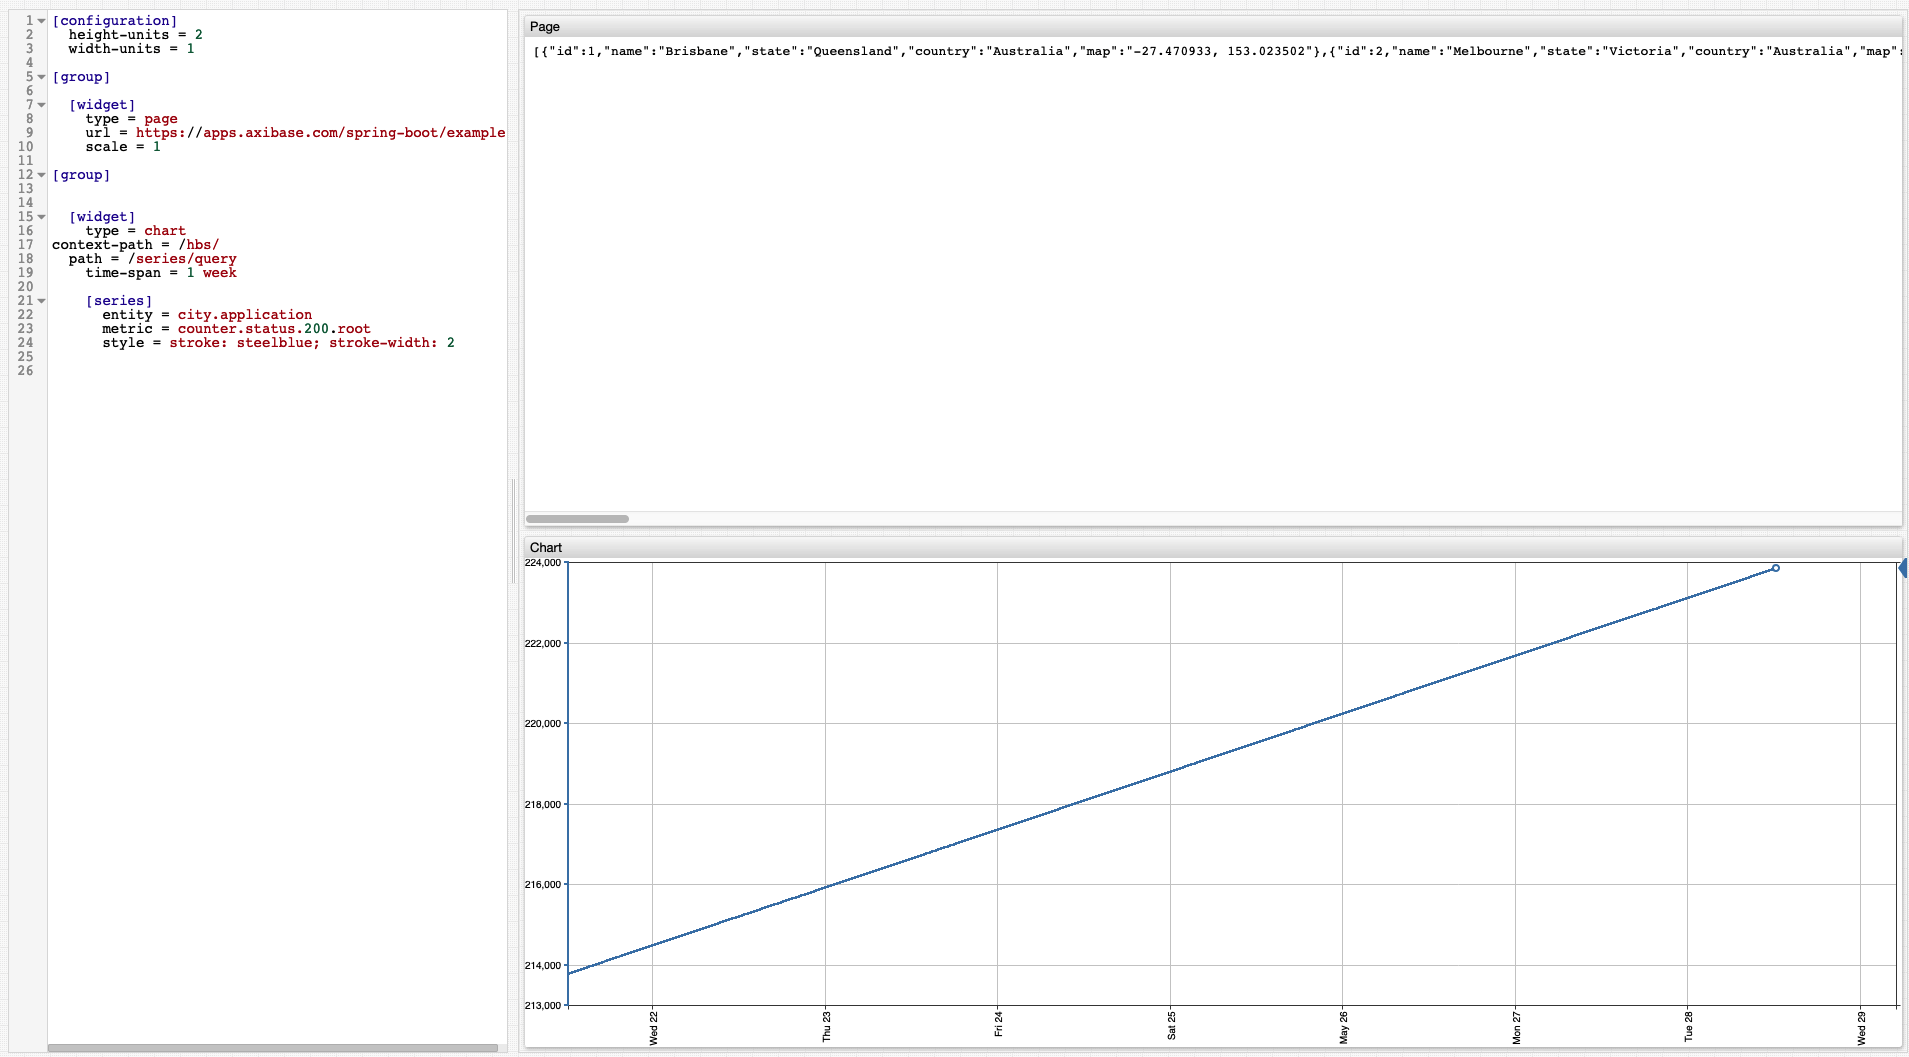 1 [configuration]
2 height-units = 2
3 width-units = 1
4
5 [group]
6
7 [widget]
8 type = page
9 url = https://apps.axibase.com/spring-boot/example
10 scale = 1
11
12 [group]
13
14
15 [widget]
16 type = chart
17 context-path = /hbs/
18 path = /series/query
19 time-span = 1 week
20
21 [series]
22 entity = city.application
23 metric = counter.status.200.root
24 style = stroke: steelblue; stroke-width: 2
25
26
Page
[{"id":1,"name":"Brisbane","state":"Queensland","country":"Australia","map":"-27.470933, 153.023502"},{"id":2,"name":"Melbourne","state":"Victoria","country":"Australia","map":
Chart
224,000
222,000
220,000
218,000
216,000
214,000
213,000
Wed 22
Thu 23
Fri 24
Sat 25
May 26
Mon 27
Tue 28
Wed 29